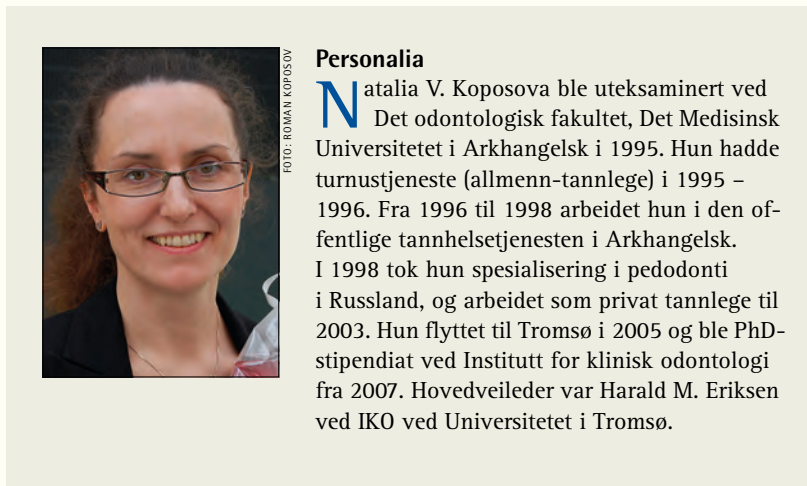 FOTO: ROMAN KOPOSOV
Personalia
Natalia V. Koposova ble uteksaminert ved
Det odontologisk fakultet, Det Medisinsk
Universitetet i Arkhangelsk i 1995. Hun hadde
turnustjeneste (allmenn-tannlege) i 1995 –
1996. Fra 1996 til 1998 arbeidet hun i den of-
fentlige tannhelsetjenesten i Arkhangelsk.
I 1998 tok hun spesialisering i pedodonti
i Russland, og arbeidet som privat tannlege til
2003. Hun flyttet til Tromsø i 2005 og ble PhD-
stipendiat ved Institutt for klinisk odontologi
fra 2007. Hovedveileder var Harald M. Eriksen
ved IKO ved Universitetet i Tromsø.